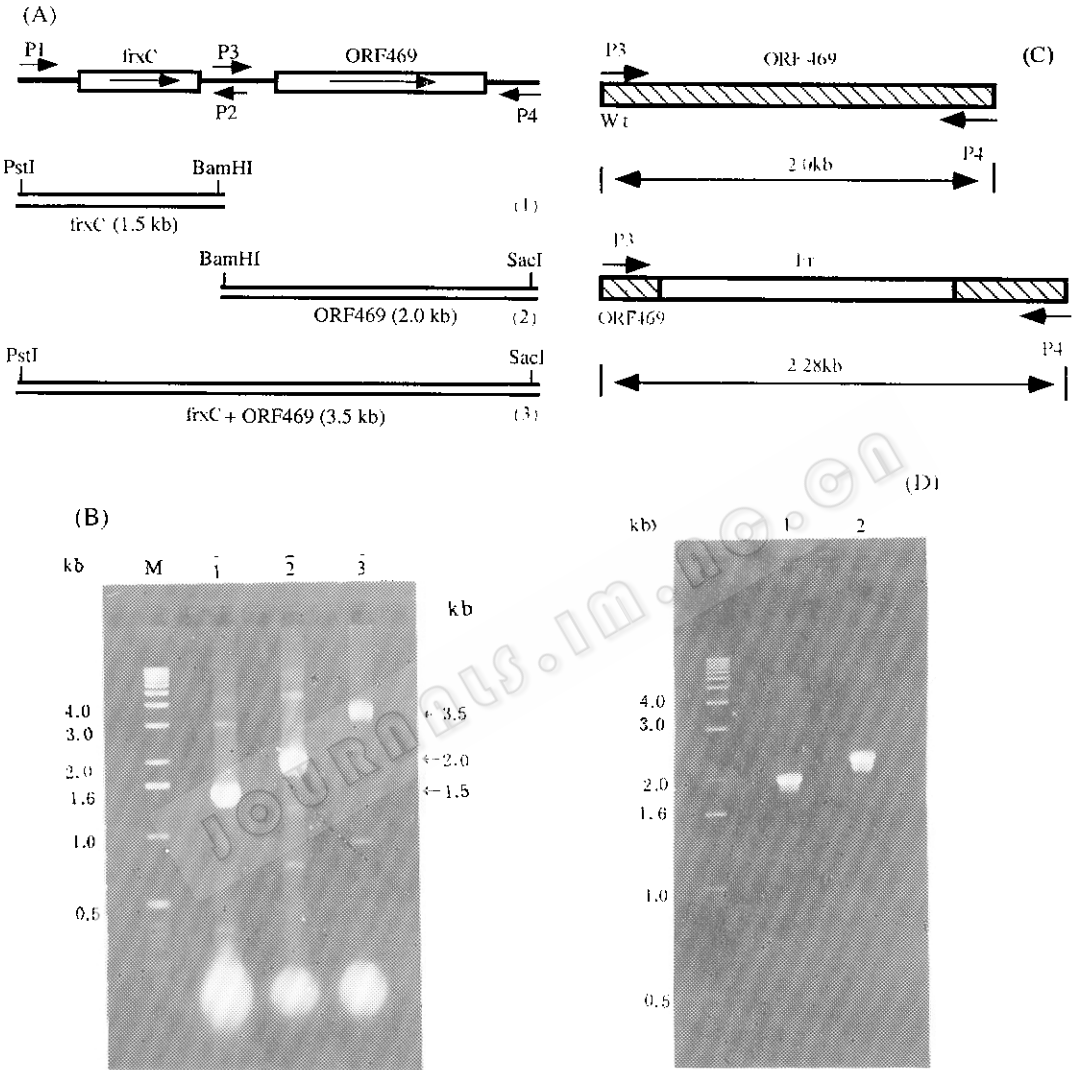 (A)
P1 frxC P3 ORF469
P2 P4
PstI BamHI
frxC (1.5 kb) (1)
BamHI SacI
ORF469 (2.0 kb) (2)
PstI SacI
frxC + ORF469 (3.5 kb) (3)
(C)
P3 ORF 469
Wt
P4
2.0kb
P3
ORF469
P4
2.28kb
(B)
kb M 1 2 3 kb
4.0
3.0
2.0
1.6
1.0
0.5
←3.5
←2.0
←1.5
(D)
kb) 1 2
4.0
3.0
2.0
1.6
1.0
0.5
JOURNALS.IM.AC.CN